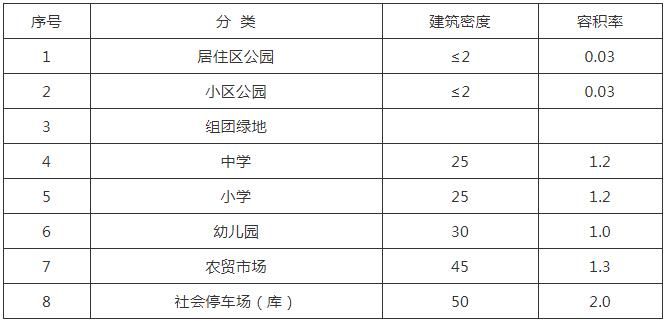 序号 分 类 建筑密度 容积率
1 居住区公园 ≤2 0.03
2 小区公园 ≤2 0.03
3 组团绿地
4 中学 25 1.2
5 小学 25 1.2
6 幼儿园 30 1.0
7 农贸市场 45 1.3
8 社会停车场（库） 50 2.0